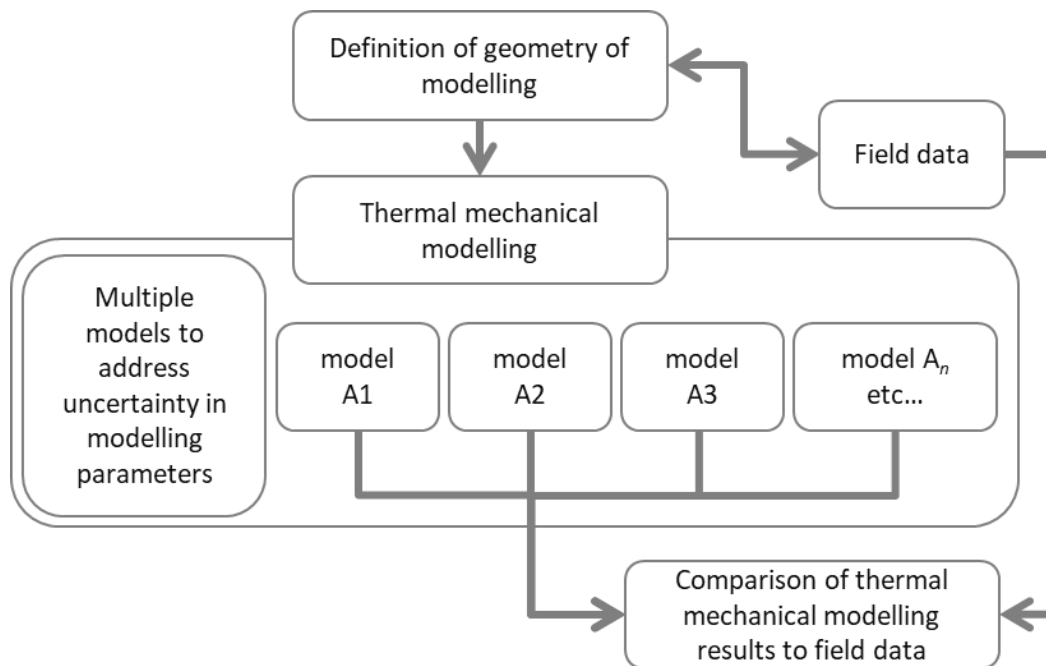 Definition of geometry of
modelling
Field data
Thermal mechanical
modelling
Multiple
models to
address
uncertainty in
modelling
parameters
model
A1
model
A2
model
A3
model Aₙ
etc...
Comparison of thermal
mechanical modelling
results to field data